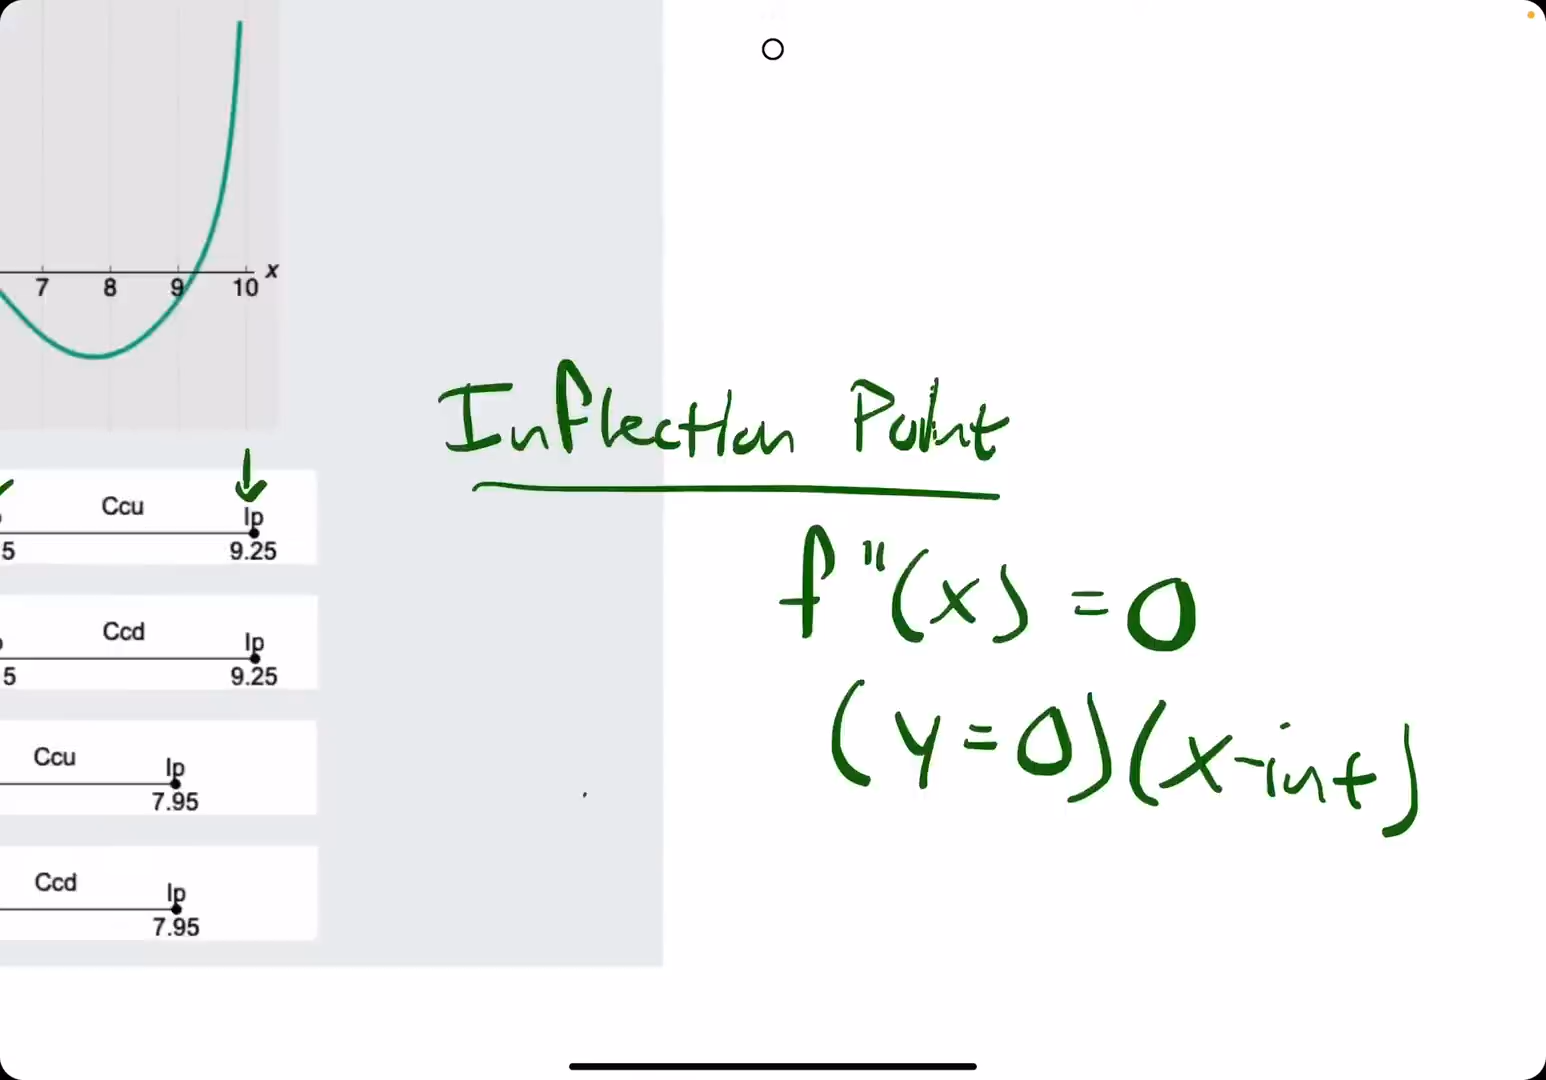 x
7 8 9 10
Inflection Point
Ccu Ip
5 9.25
f"(x) = 0
Ccd Ip
5 9.25
(y=0)(x-int)
Ccu Ip
7.95
Ccd Ip
7.95